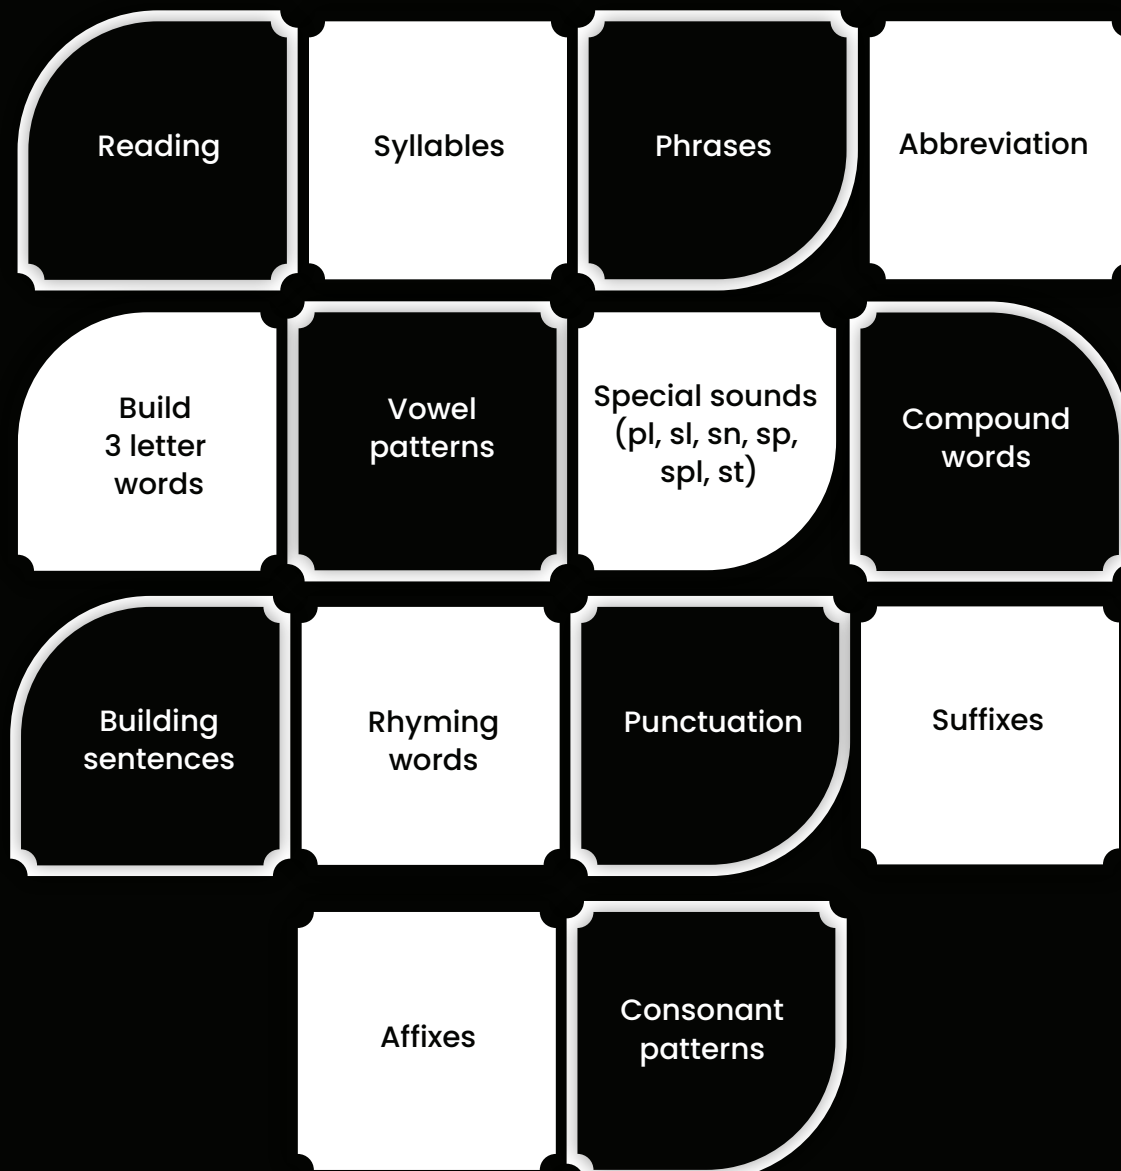 Reading
Syllables
Phrases
Abbreviation
Build
3 letter
words
Vowel
patterns
Special sounds
(pl, sl, sn, sp,
spl, st)
Compound
words
Building
sentences
Rhyming
words
Punctuation
Suffixes
Affixes
Consonant
patterns